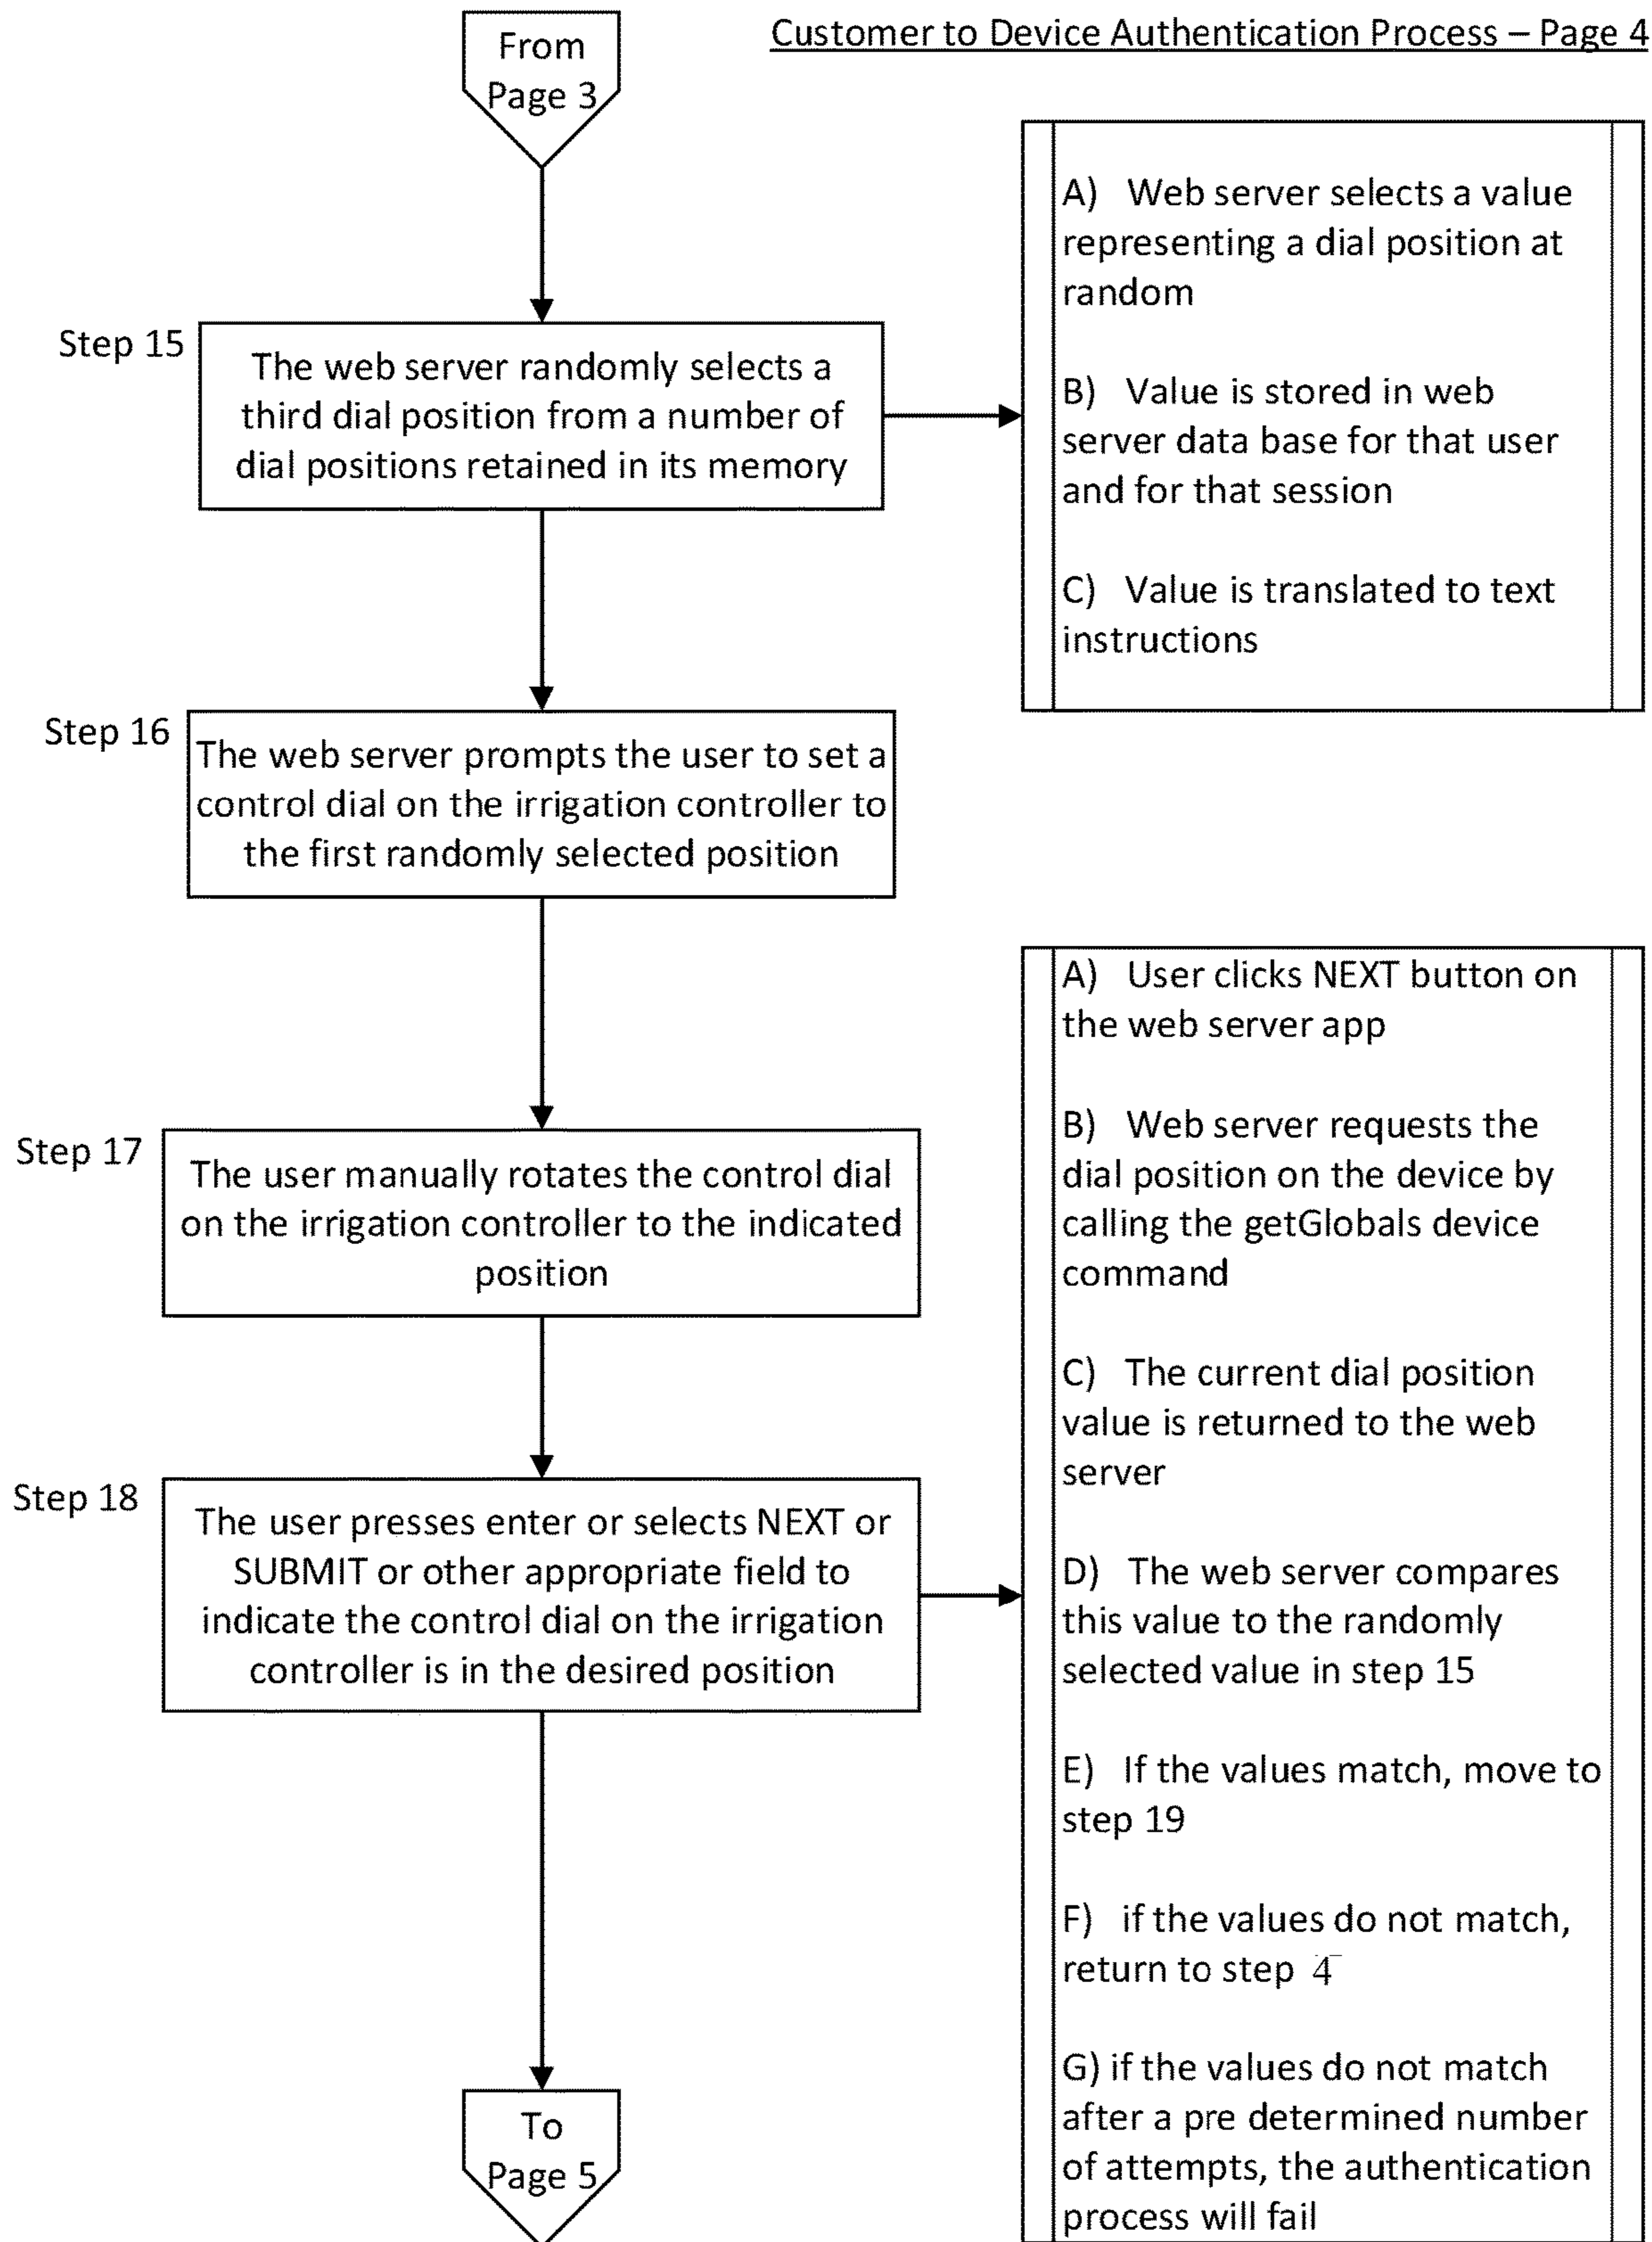 Customer to Device Authentication Process – Page 4
From
Page 3
Step 15
The web server randomly selects a
third dial position from a number of
dial positions retained in its memory
A) Web server selects a value
representing a dial position at
random
B) Value is stored in web
server data base for that user
and for that session
C) Value is translated to text
instructions
Step 16
The web server prompts the user to set a
control dial on the irrigation controller to
the first randomly selected position
Step 17
The user manually rotates the control dial
on the irrigation controller to the indicated
position
Step 18
The user presses enter or selects NEXT or
SUBMIT or other appropriate field to
indicate the control dial on the irrigation
controller is in the desired position
A) User clicks NEXT button on
the web server app
B) Web server requests the
dial position on the device by
calling the getGlobals device
command
C) The current dial position
value is returned to the web
server
D) The web server compares
this value to the randomly
selected value in step 15
E) If the values match, move to
step 19
F) if the values do not match,
return to step 4
G) if the values do not match
after a pre determined number
of attempts, the authentication
process will fail
To
Page 5